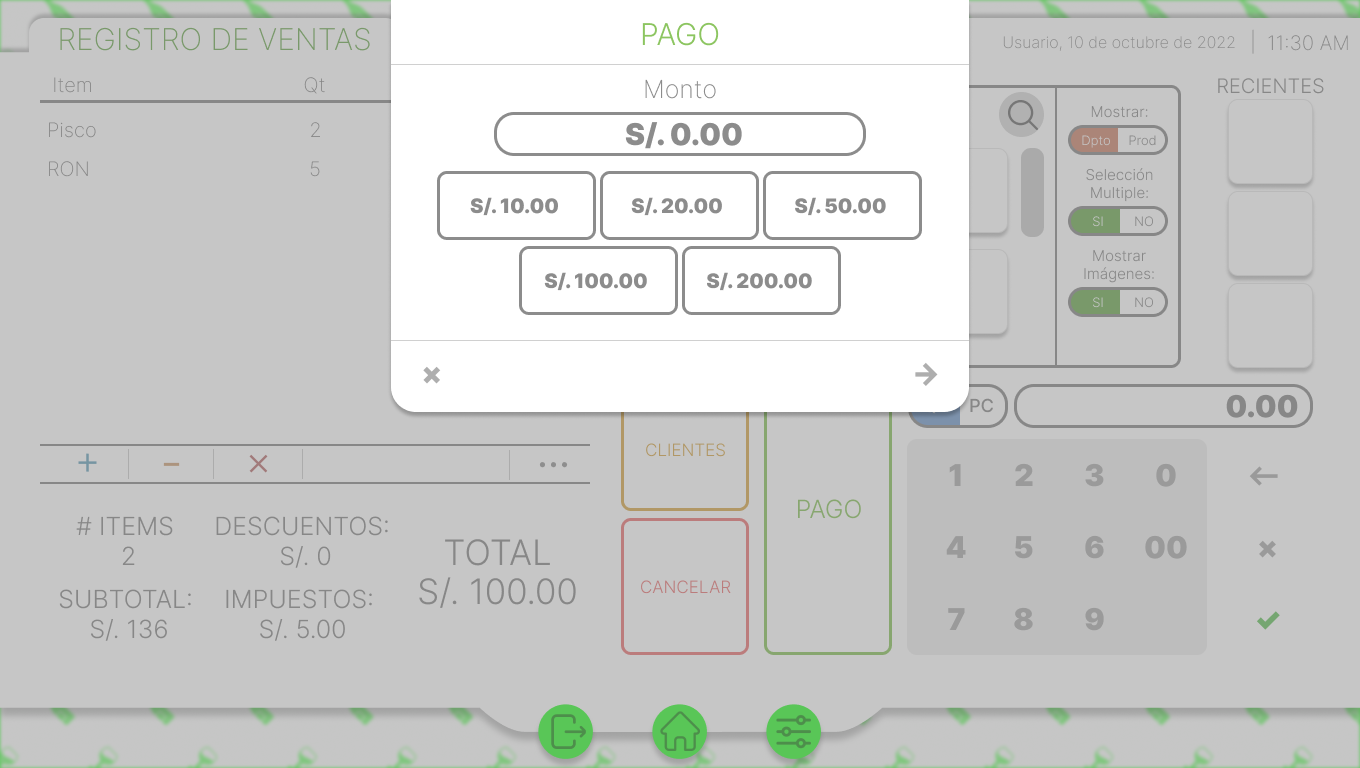 REGISTRO DE VENTAS
Item Qt
Pisco 2
RON 5
PAGO
Monto
S/. 0.00
S/. 10.00 S/. 20.00 S/. 50.00
S/. 100.00 S/. 200.00
Usuario, 10 de octubre de 2022 11:30 AM
Mostrar:
Dpto Prod
Selección
Multiple:
SI NO
Mostrar
Imágenes:
SI NO
RECIENTES
PC 0.00
# ITEMS
2
DESCUENTOS:
S/. 0
SUBTOTAL:
S/. 136
IMPUESTOS:
S/. 5.00
TOTAL
S/. 100.00
CLIENTES
CANCELAR
PAGO
1 2 3 0
4 5 6 00
7 8 9